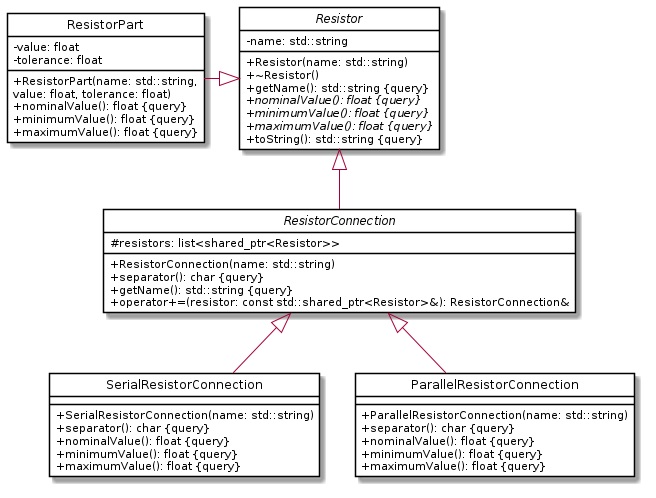 ResistorPart
-value: float
-tolerance: float
+ResistorPart(name: std::string,
value: float, tolerance: float)
+nominalValue(): float {query}
+minimumValue(): float {query}
+maximumValue(): float {query}
Resistor
-name: std::string
+Resistor(name: std::string)
+~Resistor()
+getName(): std::string {query}
+nominalValue(): float {query}
+minimumValue(): float {query}
+maximumValue(): float {query}
+toString(): std::string {query}
ResistorConnection
#resistors: list<shared_ptr<Resistor>>
+ResistorConnection(name: std::string)
+separator(): char {query}
+getName(): std::string {query}
+operator+=(resistor: const std::shared_ptr<Resistor>&): ResistorConnection&
SerialResistorConnection
+SerialResistorConnection(name: std::string)
+separator(): char {query}
+nominalValue(): float {query}
+minimumValue(): float {query}
+maximumValue(): float {query}
ParallelResistorConnection
+ParallelResistorConnection(name: std::string)
+separator(): char {query}
+nominalValue(): float {query}
+minimumValue(): float {query}
+maximumValue(): float {query}